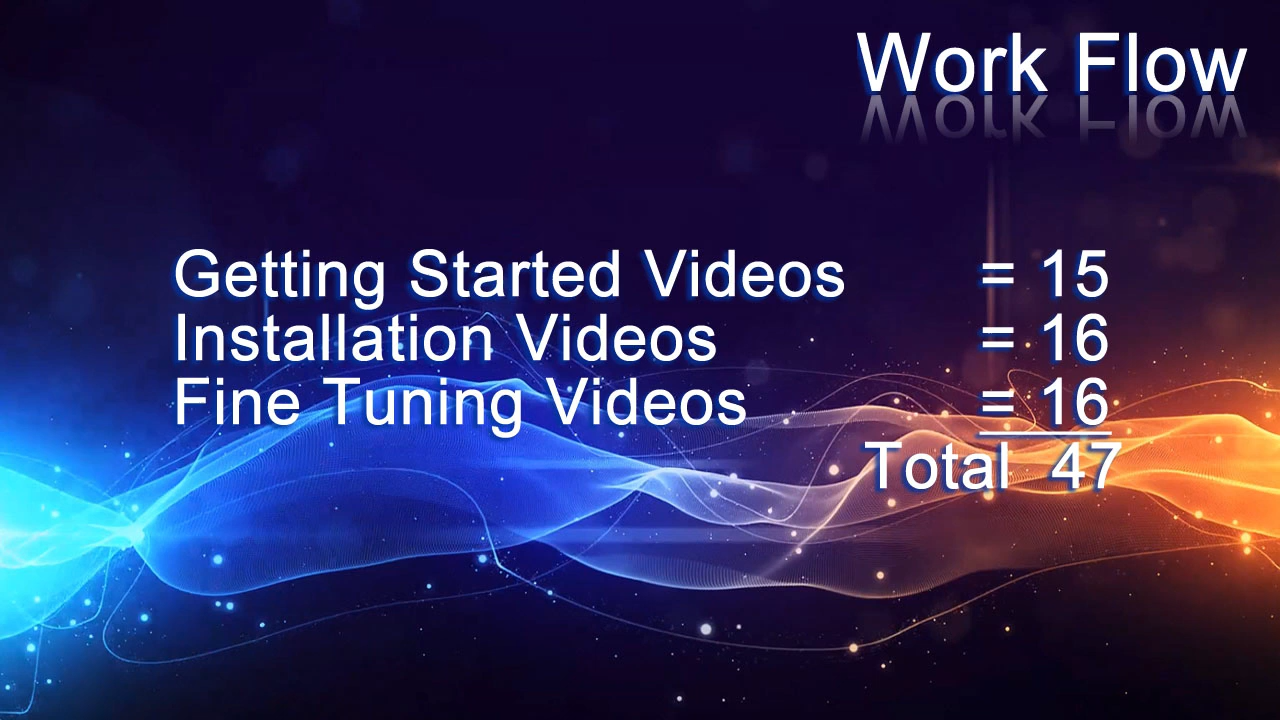 Work Flow
Getting Started Videos = 15
Installation Videos = 16
Fine Tuning Videos = 16
Total 47